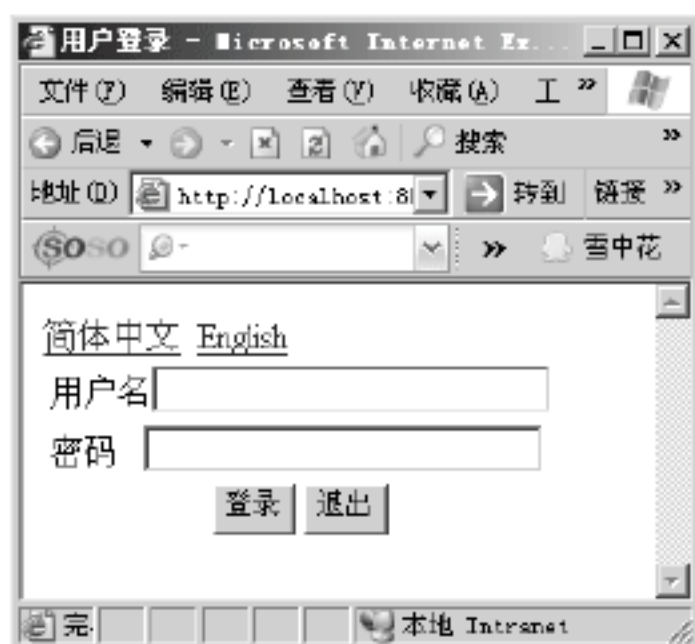 用户登录 - Microsoft Internet Ex...
文件(F) 编辑(E) 查看(V) 收藏(A) 工 »
后退 搜索 »
地址(D) http://localhost:8 转到 链接 »
SOSO » 雪中花
简体中文 English
用户名
密码
登录 退出
完 本地 Intranet